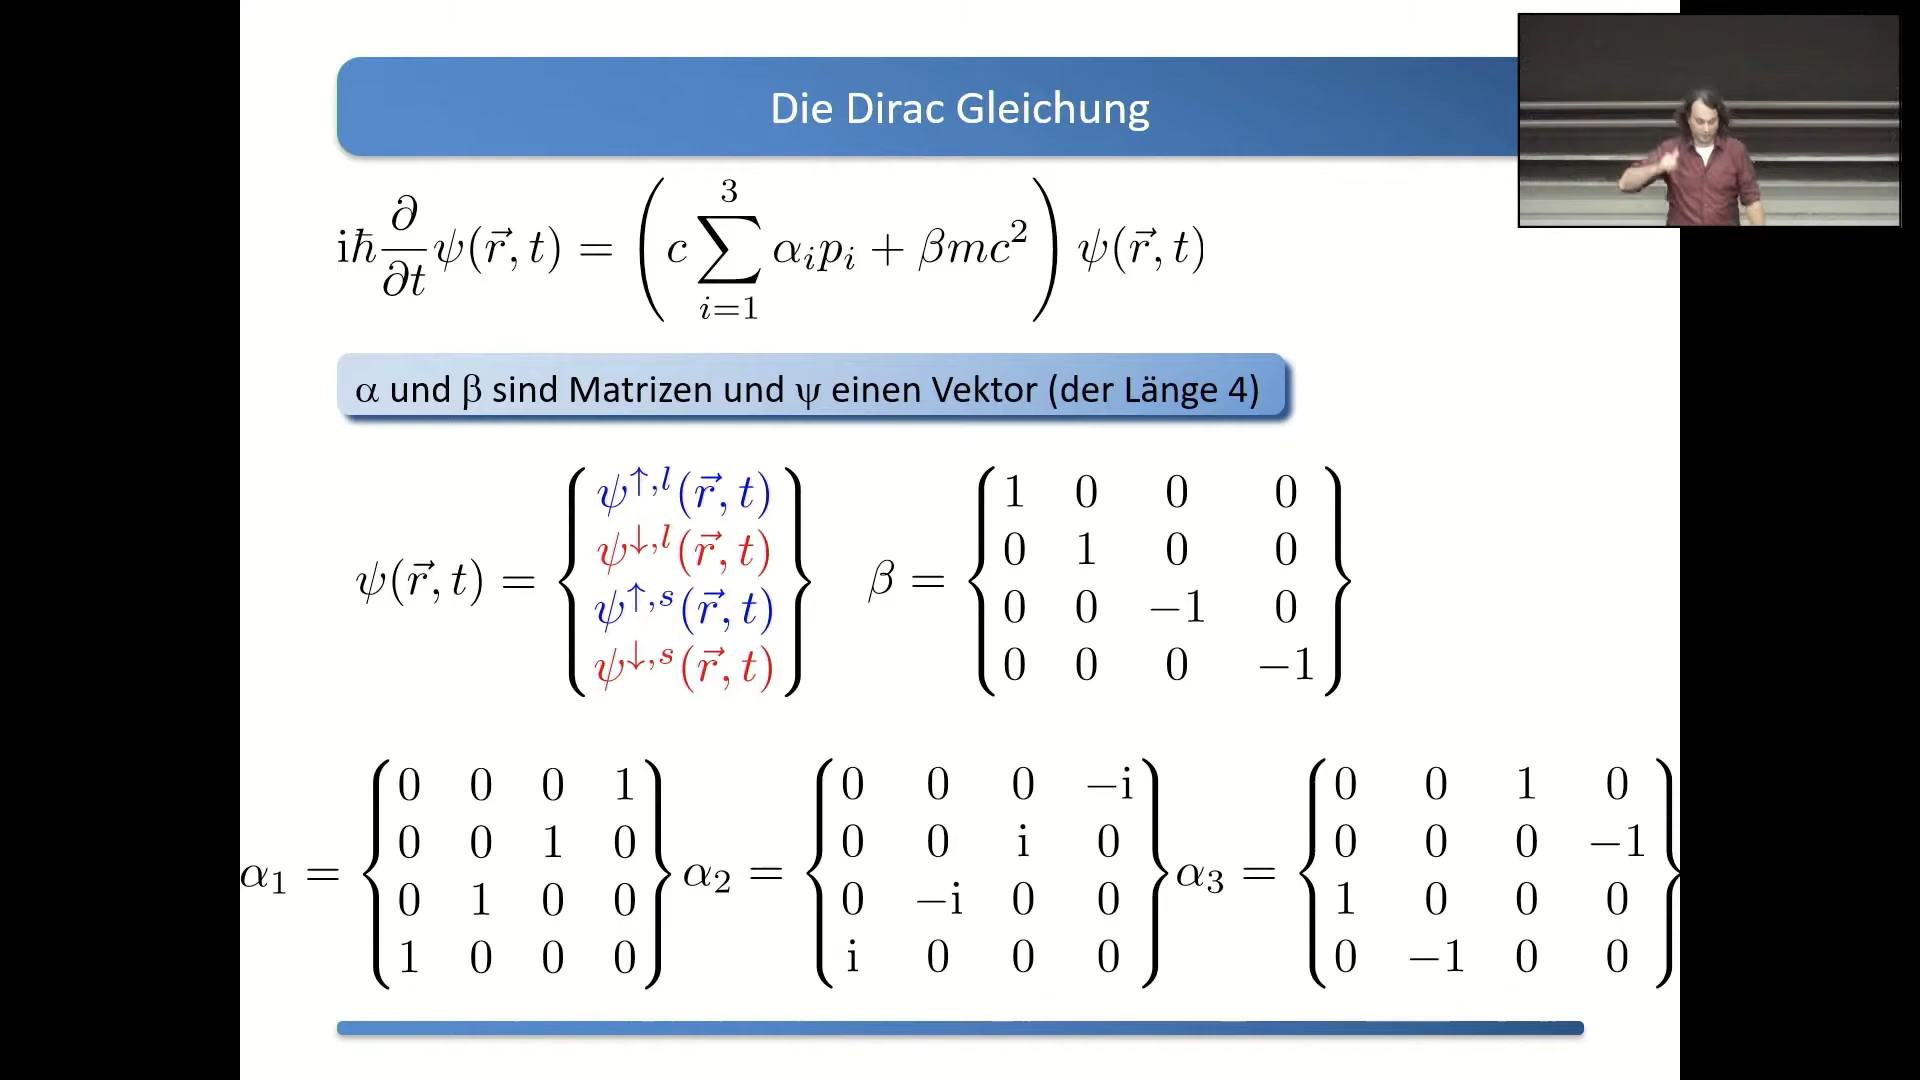 Die Dirac Gleichung
iħ ∂/∂t ψ(r⃗, t) = ( c ∑_{i=1}^{3} α_i p_i + βmc² ) ψ(r⃗, t)
α und β sind Matrizen und ψ einen Vektor (der Länge 4)
ψ(r⃗, t) = { ψ^{↑,l}(r⃗, t)
ψ^{↓,l}(r⃗, t)
ψ^{↑,s}(r⃗, t)
ψ^{↓,s}(r⃗, t) }
β = { 1 0 0 0
0 1 0 0
0 0 −1 0
0 0 0 −1 }
α₁ = { 0 0 0 1
0 0 1 0
0 1 0 0
1 0 0 0 }
α₂ = { 0 0 0 −i
0 0 i 0
0 −i 0 0
i 0 0 0 }
α₃ = { 0 0 1 0
0 0 0 −1
1 0 0 0
0 −1 0 0 }